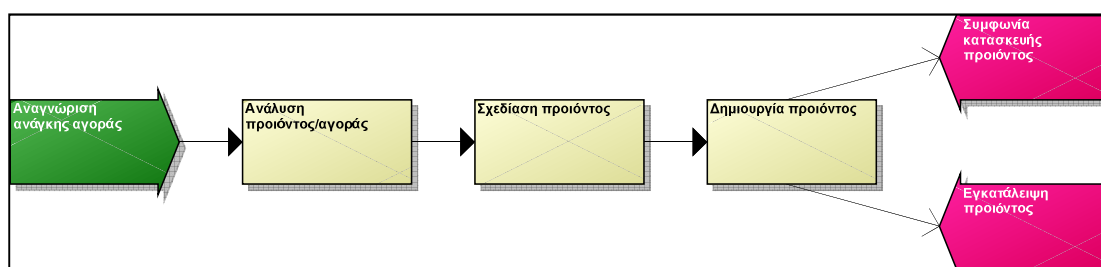 Αναγνώριση
ανάγκης αγοράς
Ανάλυση
προιόντος/αγοράς
Σχεδίαση προιόντος
Δημιουργία προιόντος
Συμφωνία
κατασκευής
προιόντος
Εγκατάλειψη
προιόντος